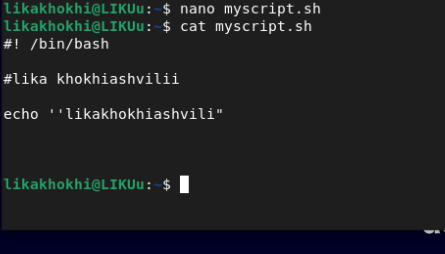 likakhokhi@LIKUu:~$ nano myscript.sh
likakhokhi@LIKUu:~$ cat myscript.sh
#! /bin/bash
#lika khokhiashvilii
echo ''likakhokhiashvili"
likakhokhi@LIKUu:~$